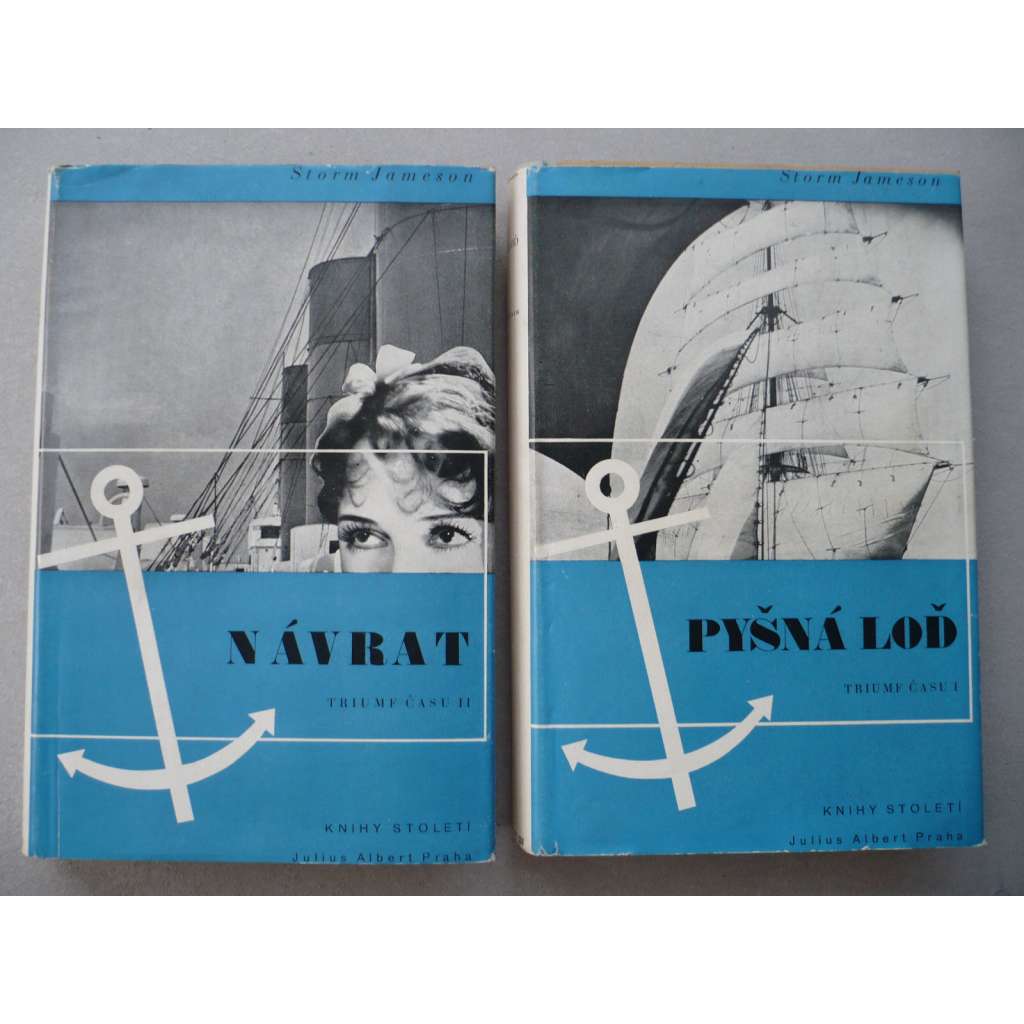 Storm Jameson
NÁVRAT
TRIUMF ČASU II
KNIHY STOLETÍ
Julius Albert Praha
Storm Jameson
PYŠNÁ LOĎ
TRIUMF ČASU I
KNIHY STOLETÍ
Julius Albert Praha